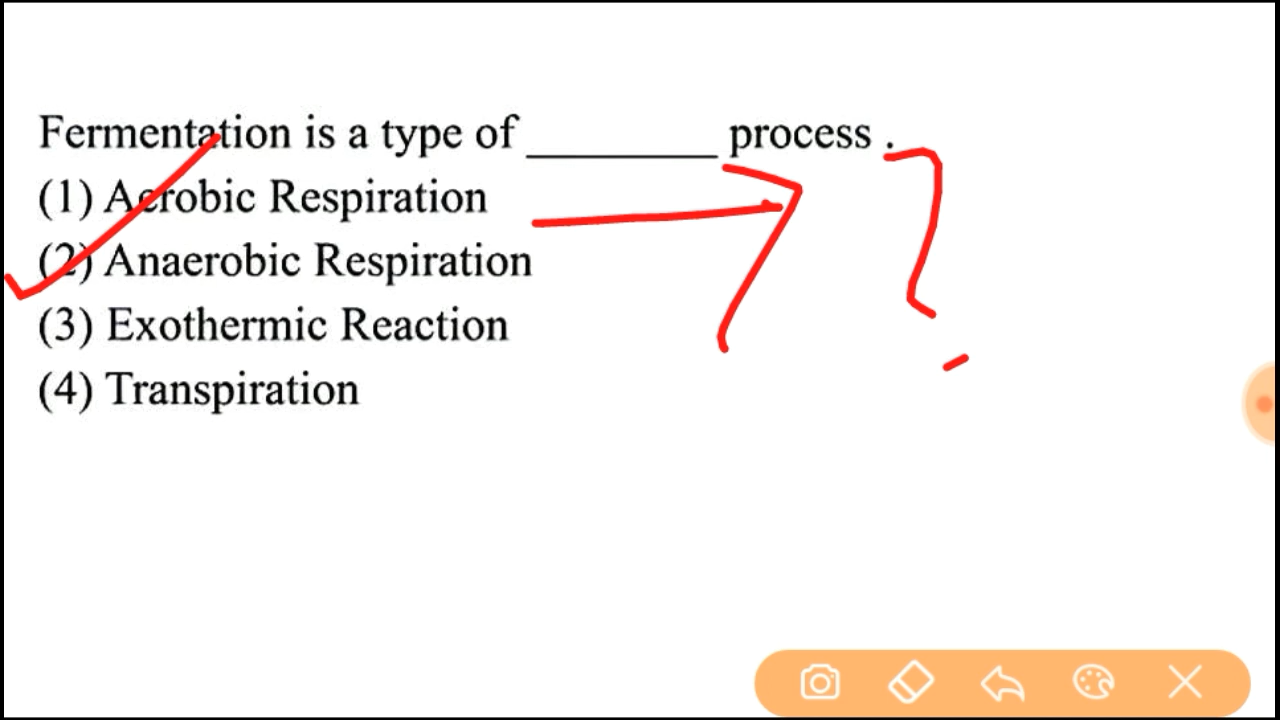 Fermentation is a type of ________ process .
(1) Aerobic Respiration
(2) Anaerobic Respiration
(3) Exothermic Reaction
(4) Transpiration